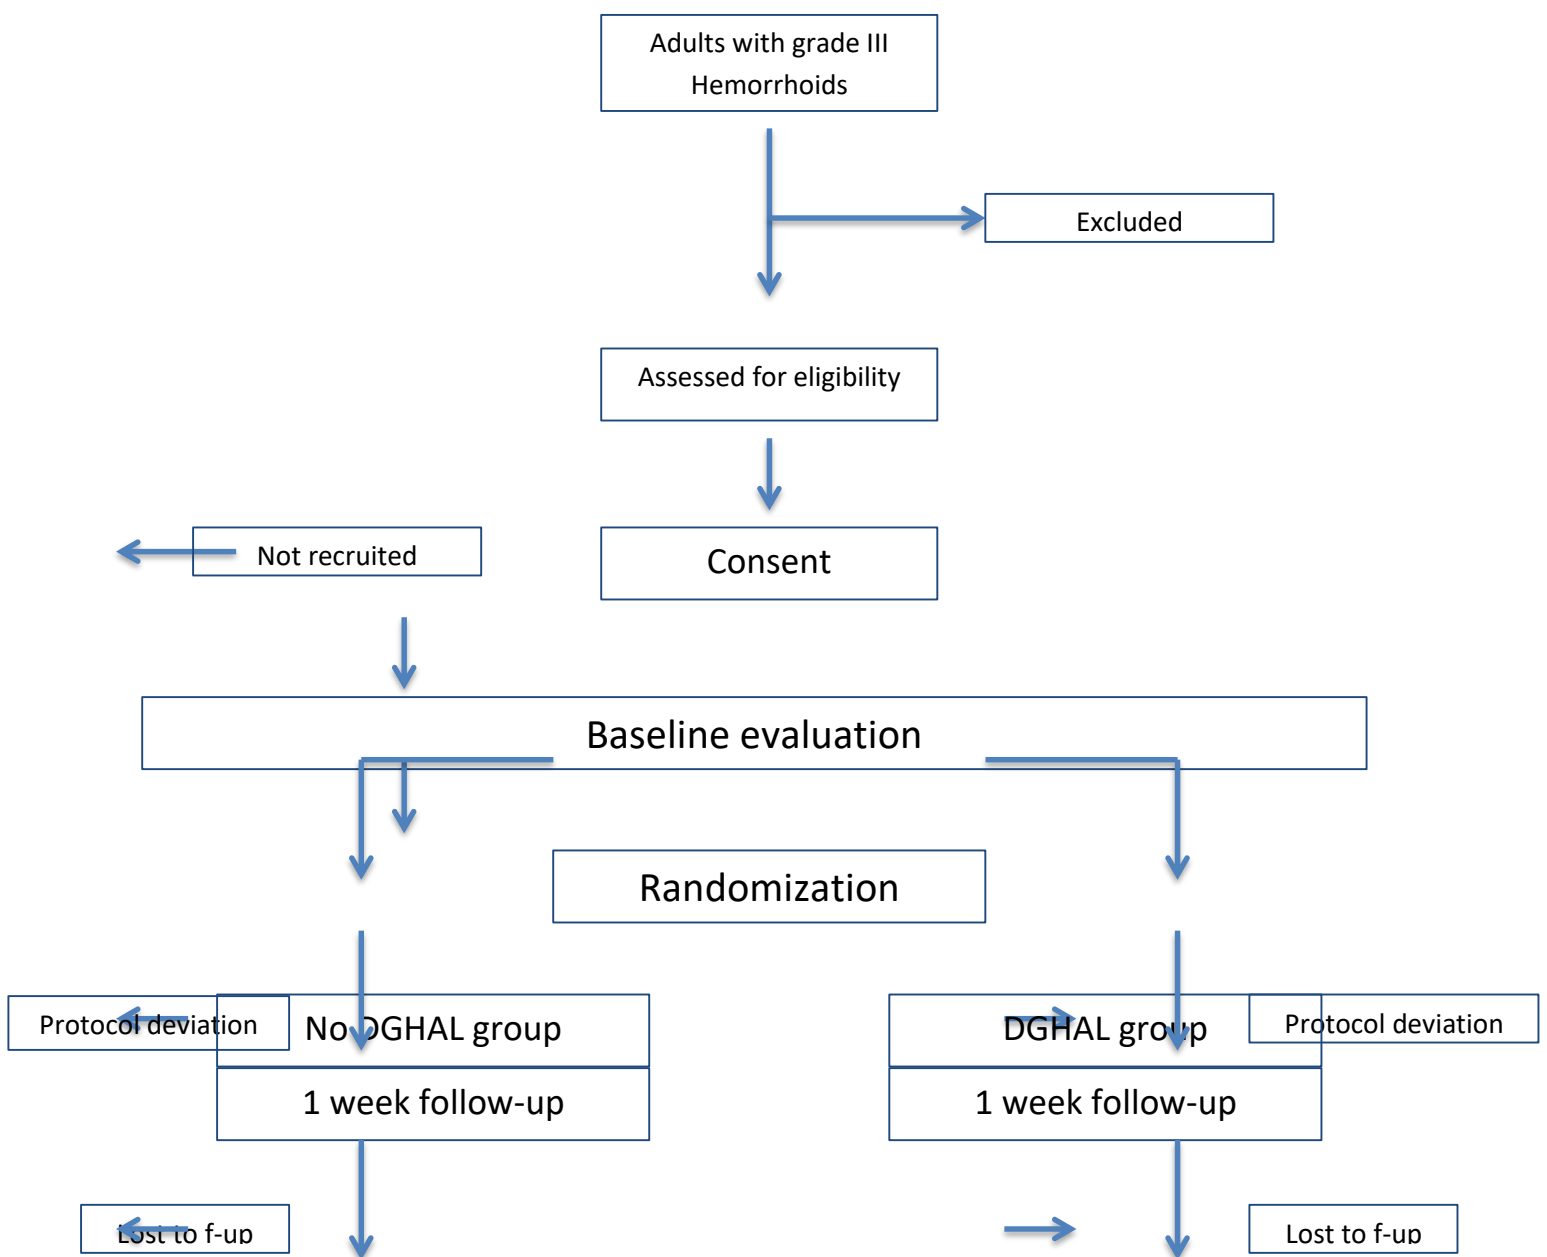 Adults with grade III
Hemorrhoids
Excluded
Assessed for eligibility
Not recruited
Consent
Baseline evaluation
Randomization
Protocol deviation
No DGHAL group
DGHAL group
Protocol deviation
1 week follow-up
1 week follow-up
Lost to f-up
Lost to f-up